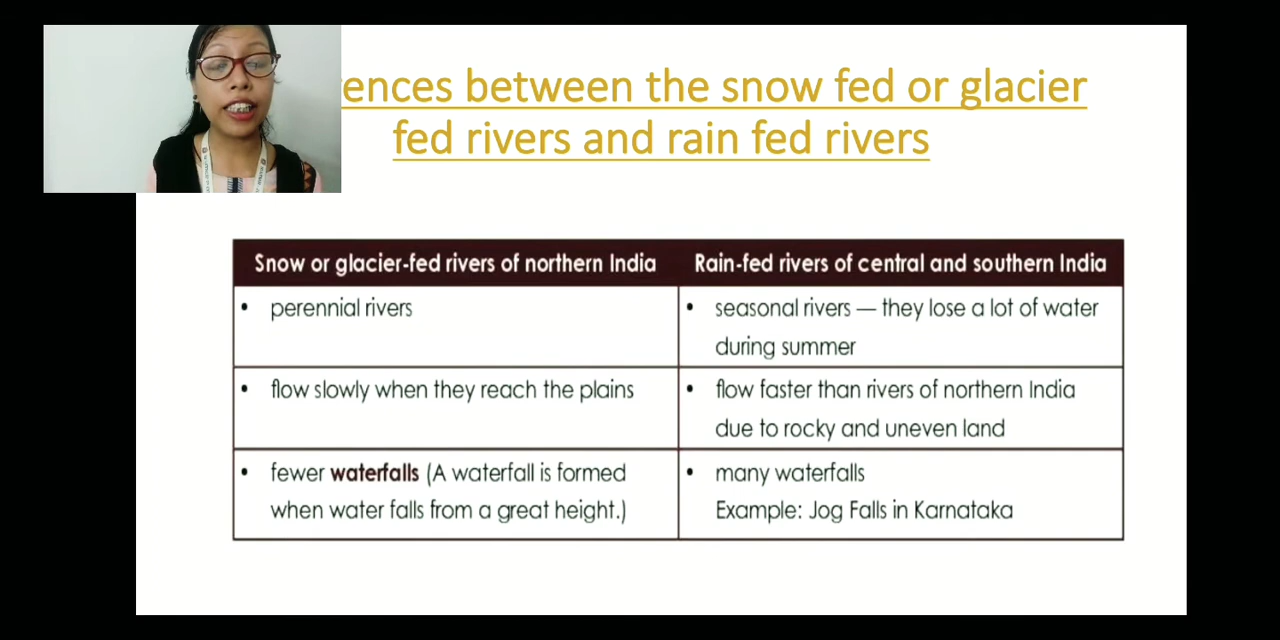 between the snow fed or glacier
fed rivers and rain fed rivers
Snow or glacier-fed rivers of northern India
Rain-fed rivers of central and southern India
• perennial rivers
• seasonal rivers — they lose a lot of water
during summer
• flow slowly when they reach the plains
• flow faster than rivers of northern India
due to rocky and uneven land
• fewer waterfalls (A waterfall is formed
when water falls from a great height.)
• many waterfalls
Example: Jog Falls in Karnataka